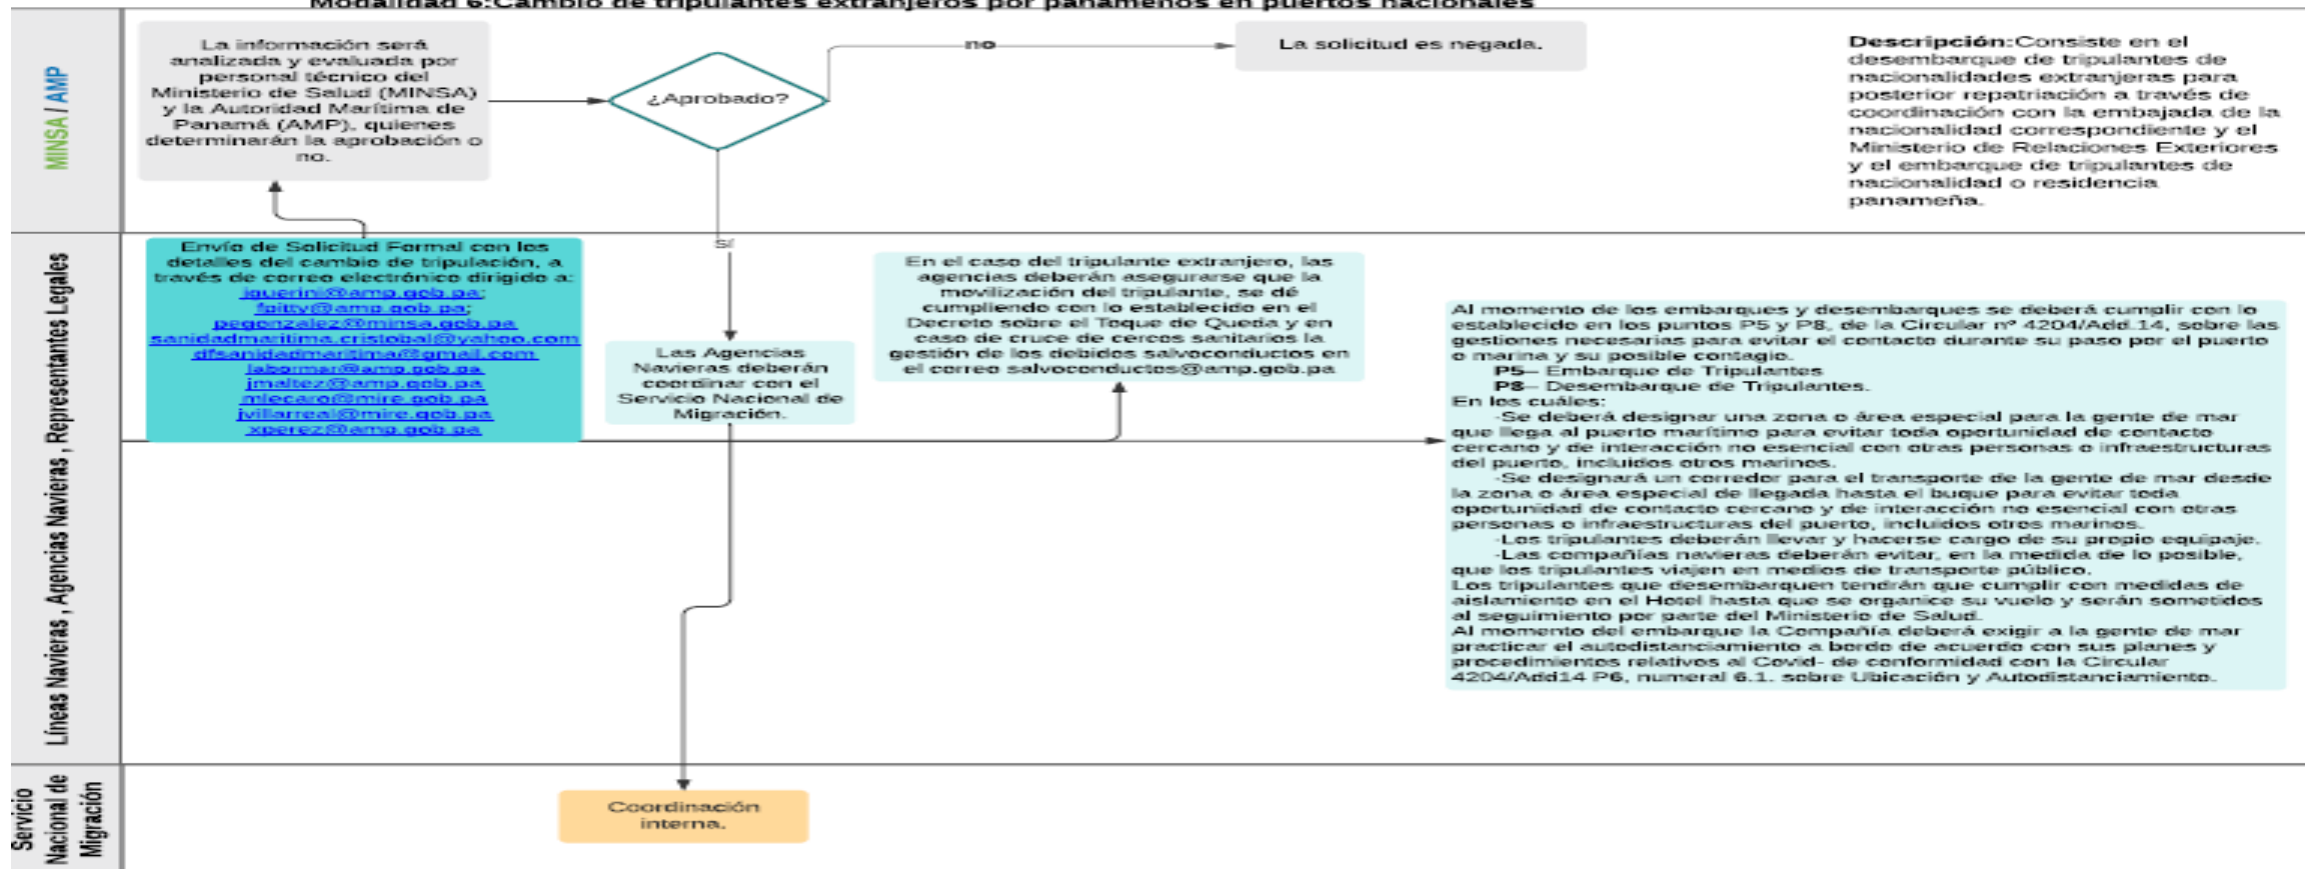 Modalidad 6:Cambio de tripulantes extranjeros por panameños en puertos nacionales
MINSA / AMP
La información será
analizada y evaluada por
personal técnico del
Ministerio de Salud (MINSA)
y la Autoridad Marítima de
Panamá (AMP), quienes
determinarán la aprobación o
no.
¿Aprobado?
no
La solicitud es negada.
Descripción:Consiste en el
desembarque de tripulantes de
nacionalidades extranjeras para
posterior repatriación a través de
coordinación con la embajada de la
nacionalidad correspondiente y el
Ministerio de Relaciones Exteriores
y el embarque de tripulantes de
nacionalidad o residencia
panameña.
Líneas Navieras , Agencias Navieras , Representantes Legales
Envío de Solicitud Formal con los
detalles del cambio de tripulación, a
través de correo electrónico dirigido a:
jguerini@amp.gob.pa;
fpitty@amp.gob.pa;
pegonzalez@minsa.gob.pa
sanidadmaritima.cristobal@yahoo.com
dfsanidadmaritima@gmail.com
labormar@amp.gob.pa
jmaltez@amp.gob.pa
mlecaro@mire.gob.pa
jvillarreal@mire.gob.pa
xperez@amp.gob.pa
Sí
Las Agencias
Navieras deberán
coordinar con el
Servicio Nacional de
Migración.
En el caso del tripulante extranjero, las
agencias deberán asegurarse que la
movilización del tripulante, se dé
cumpliendo con lo establecido en el
Decreto sobre el Toque de Queda y en
caso de cruce de cercos sanitarios la
gestión de los debidos salvoconductos en
el correo salvoconductos@amp.gob.pa
Al momento de los embarques y desembarques se deberá cumplir con lo
establecido en los puntos P5 y P8, de la Circular nº 4204/Add.14, sobre las
gestiones necesarias para evitar el contacto durante su paso por el puerto
o marina y su posible contagio.
P5– Embarque de Tripulantes
P8– Desembarque de Tripulantes.
En los cuáles:
-Se deberá designar una zona o área especial para la gente de mar
que llega al puerto marítimo para evitar toda oportunidad de contacto
cercano y de interacción no esencial con otras personas o infraestructuras
del puerto, incluidos otros marinos.
-Se designará un corredor para el transporte de la gente de mar desde
la zona o área especial de llegada hasta el buque para evitar toda
oportunidad de contacto cercano y de interacción no esencial con otras
personas o infraestructuras del puerto, incluidos otros marinos.
-Los tripulantes deberán llevar y hacerse cargo de su propio equipaje.
-Las compañías navieras deberán evitar, en la medida de lo posible,
que los tripulantes viajen en medios de transporte público.
Los tripulantes que desembarquen tendrán que cumplir con medidas de
aislamiento en el Hotel hasta que se organice su vuelo y serán sometidos
al seguimiento por parte del Ministerio de Salud.
Al momento del embarque la Compañía deberá exigir a la gente de mar
practicar el autodistanciamiento a bordo de acuerdo con sus planes y
procedimientos relativos al Covid- de conformidad con la Circular
4204/Add14 P6, numeral 6.1. sobre Ubicación y Autodistanciamiento.
Servicio
Nacional de
Migración
Coordinación
interna.